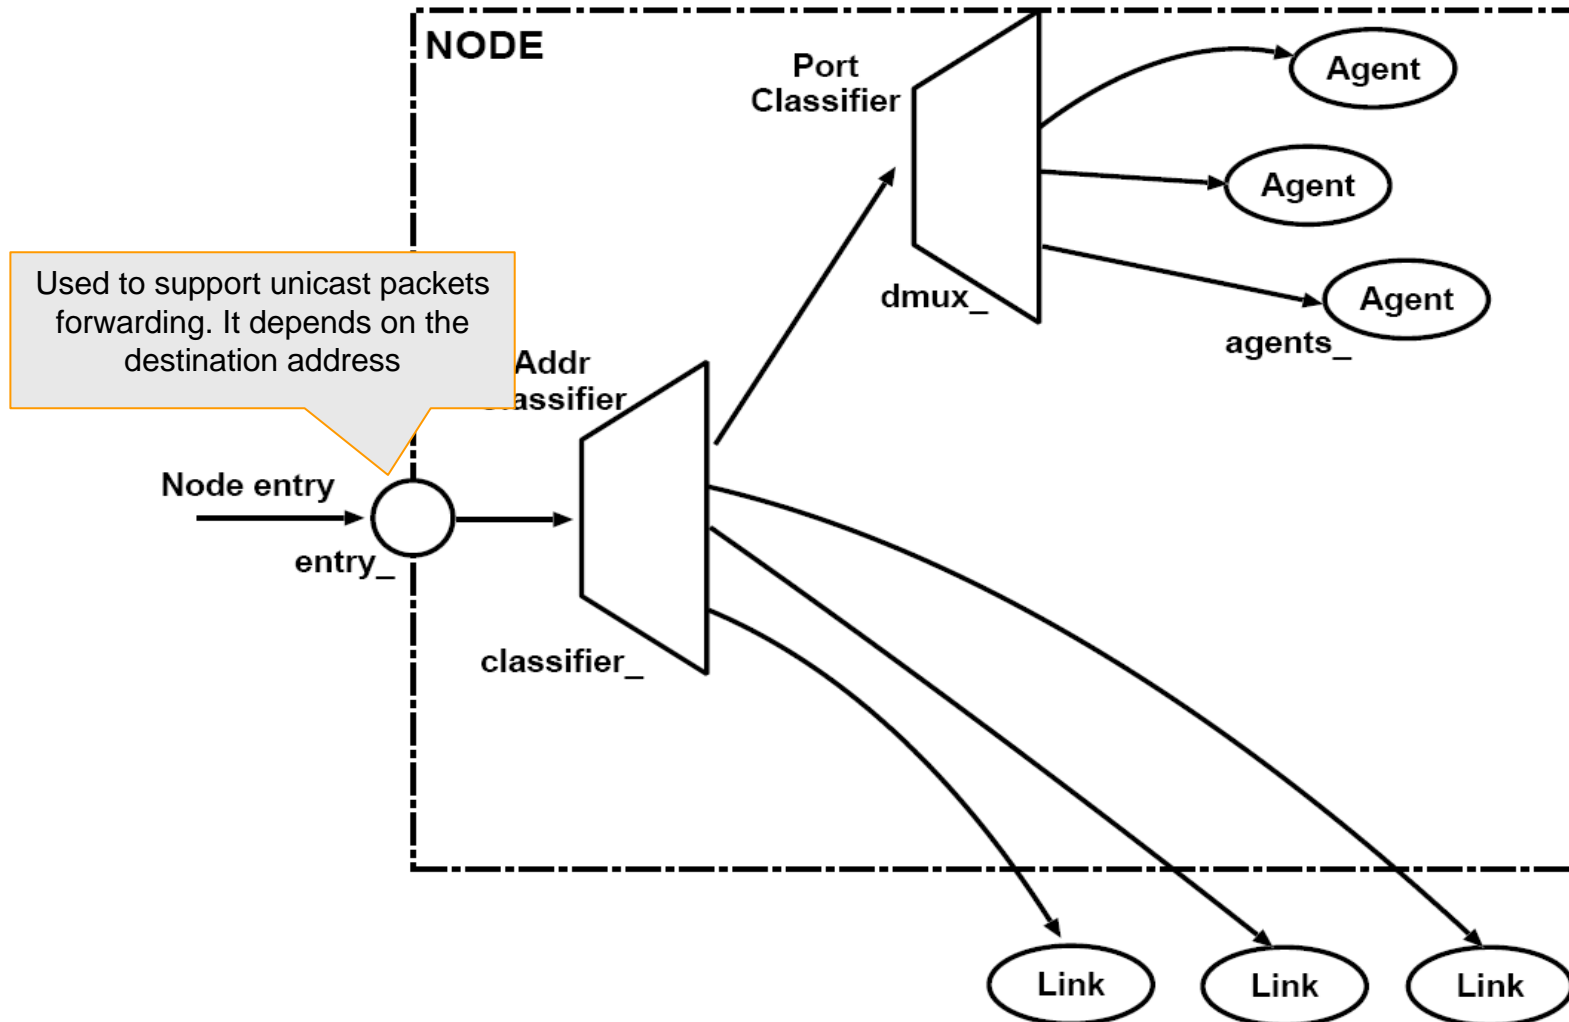 NODE
Port
Classifier
Agent
Agent
Agent
dmux_
agents_
Used to support unicast packets
forwarding. It depends on the
destination address
Addr
assifier
Node entry
entry_
classifier_
Link
Link
Link